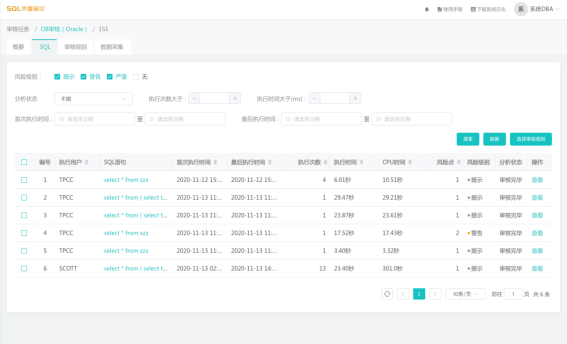 SQL质量审核
使用手册 下载系统日志 系 系统DBA
审核任务 / OB审核（Oracle） / 151
概要 SQL 审核规则 数据采集
风险级别： 提示 警告 严重 无
分析状态 不限 执行次数大于： - + 执行时间大于(ms)： - +
首次执行时间： 请选择日期 至 请选择日期 最后执行时间： 请选择日期 至 请选择日期
搜索 刷新 选择审核规则
编号 执行用户 SQL语句 首次执行时间 最后执行时间 执行次数 执行时间 CPU时间 风险点 风险级别 分析状态 操作
1 TPCC select * from zzx 2020-11-12 15:... 2020-11-12 15:... 4 6.01秒 10.51秒 1 提示 审核完毕 查看
2 TPCC select * from ( select t... 2020-11-13 11:... 2020-11-13 11:... 1 29.47秒 29.21秒 1 提示 审核完毕 查看
3 TPCC select * from ( select t... 2020-11-13 11:... 2020-11-13 11:... 1 23.87秒 23.61秒 1 提示 审核完毕 查看
4 TPCC select * from xzz 2020-11-13 11:... 2020-11-13 11:... 1 17.52秒 17.43秒 2 警告 审核完毕 查看
5 TPCC select * from zzx 2020-11-13 11:... 2020-11-13 11:... 1 3.40秒 3.32秒 1 提示 审核完毕 查看
6 SCOTT select * from ( select t... 2020-11-13 02:... 2020-11-13 14:... 13 23.40秒 301.0秒 1 提示 审核完毕 查看
< 1 > 10条/页 前往 1 页 共 6 条